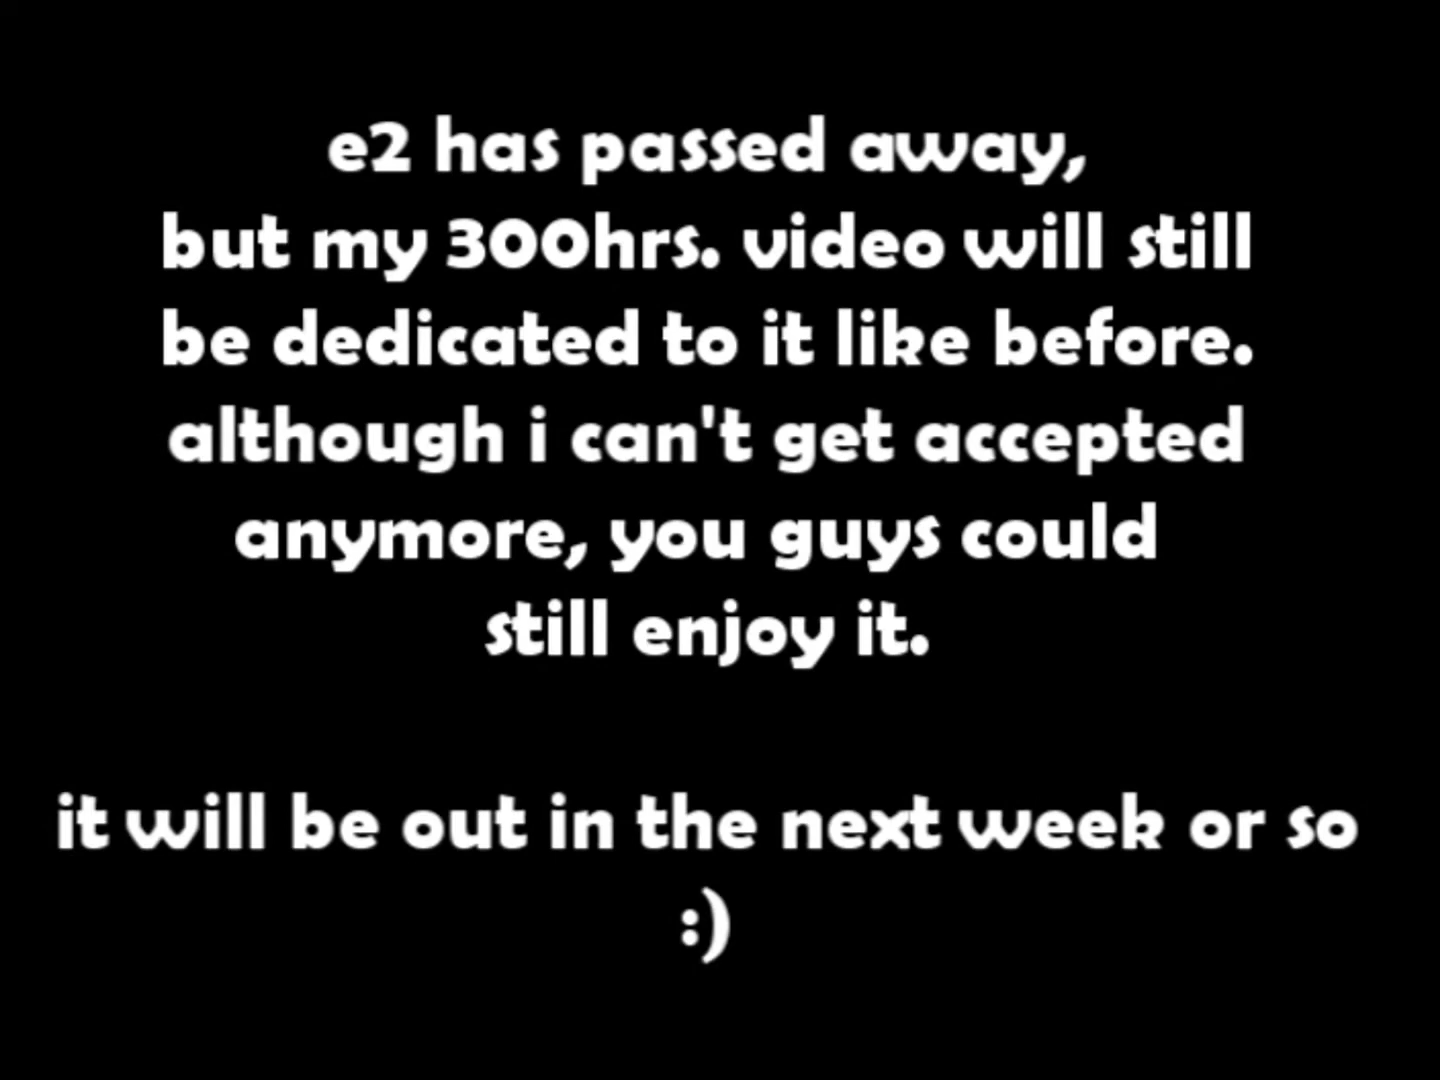 e2 has passed away,
but my 300hrs. video will still
be dedicated to it like before.
although i can't get accepted
anymore, you guys could
still enjoy it.
it will be out in the next week or so
:)